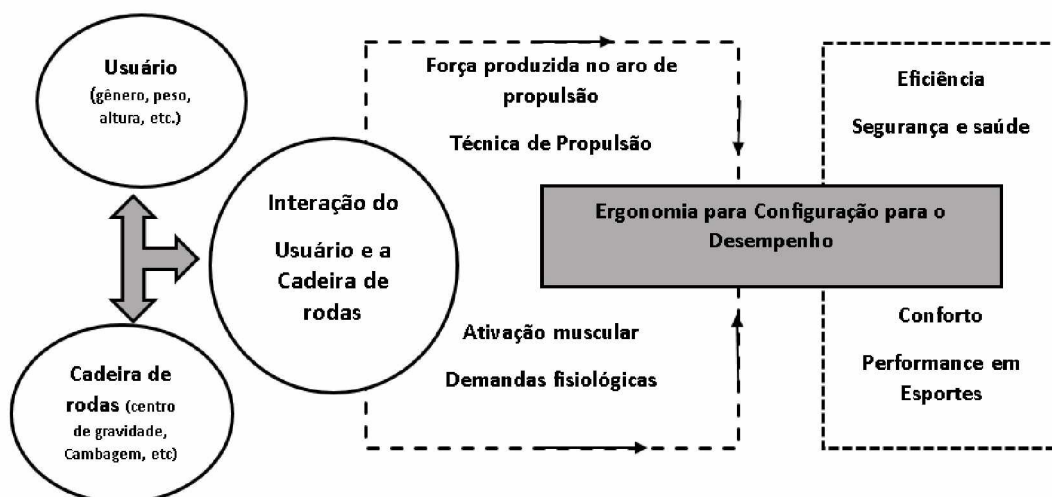 Usuário
(gênero, peso,
altura, etc.)
Cadeira de
rodas (centro
de gravidade,
Cambagem, etc)
Interação do
Usuário e a
Cadeira de
rodas
Força produzida no aro de
propulsão
Técnica de Propulsão
Ativação muscular
Demandas fisiológicas
Ergonomia para Configuração para o
Desempenho
Eficiência
Segurança e saúde
Conforto
Performance em
Esportes